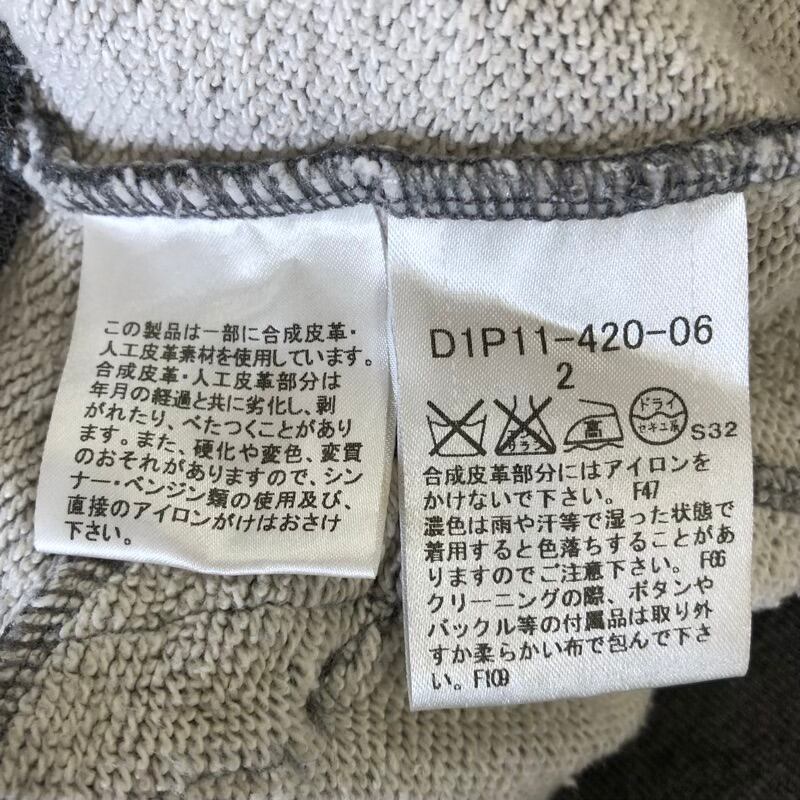 この製品は一部に合成皮革・
人工皮革素材を使用しています。
合成皮革・人工皮革部分は
年月の経過と共に劣化し、剥
がれたり、べたつくことがあり
ます。また、硬化や変色、変質
のおそれがありますので、シン
ナー・ベンジン類の使用及び、
直接のアイロンがけはおさけ
下さい。
D1P11-420-06
2
高
ドライ
セキユ系
S32
合成皮革部分にはアイロンを
かけないで下さい。F47
濃色は雨や汗等で湿った状態で
着用すると色落ちすることがあ
りますのでご注意下さい。F66
クリーニングの際、ボタンや
バックル等の付属品は取り外
すか柔らかい布で包んで下さ
い。F109